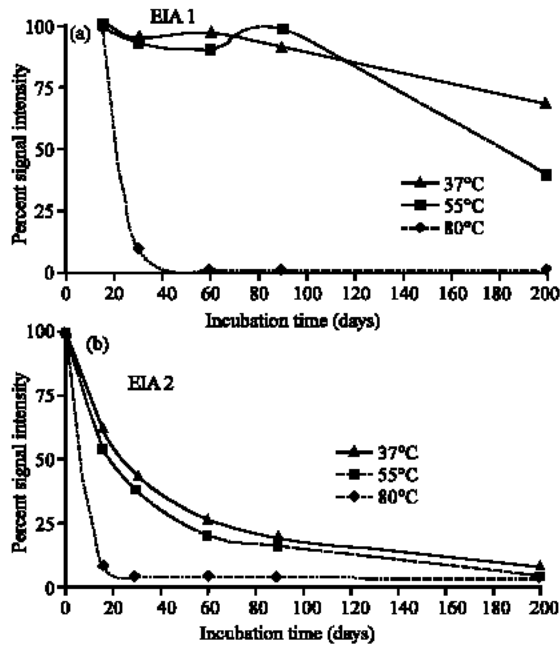 EIA 1
(a)
100
75
50
25
0
Percent signal intensity
37°C
55°C
80°C
0 20 40 60 80 100 120 140 160 180 200
Incubation time (days)
(b)
EIA 2
100
75
50
25
0
Percent signal intensity
37°C
55°C
80°C
0 20 40 60 80 100 120 140 160 180 200
Incubation time (days)